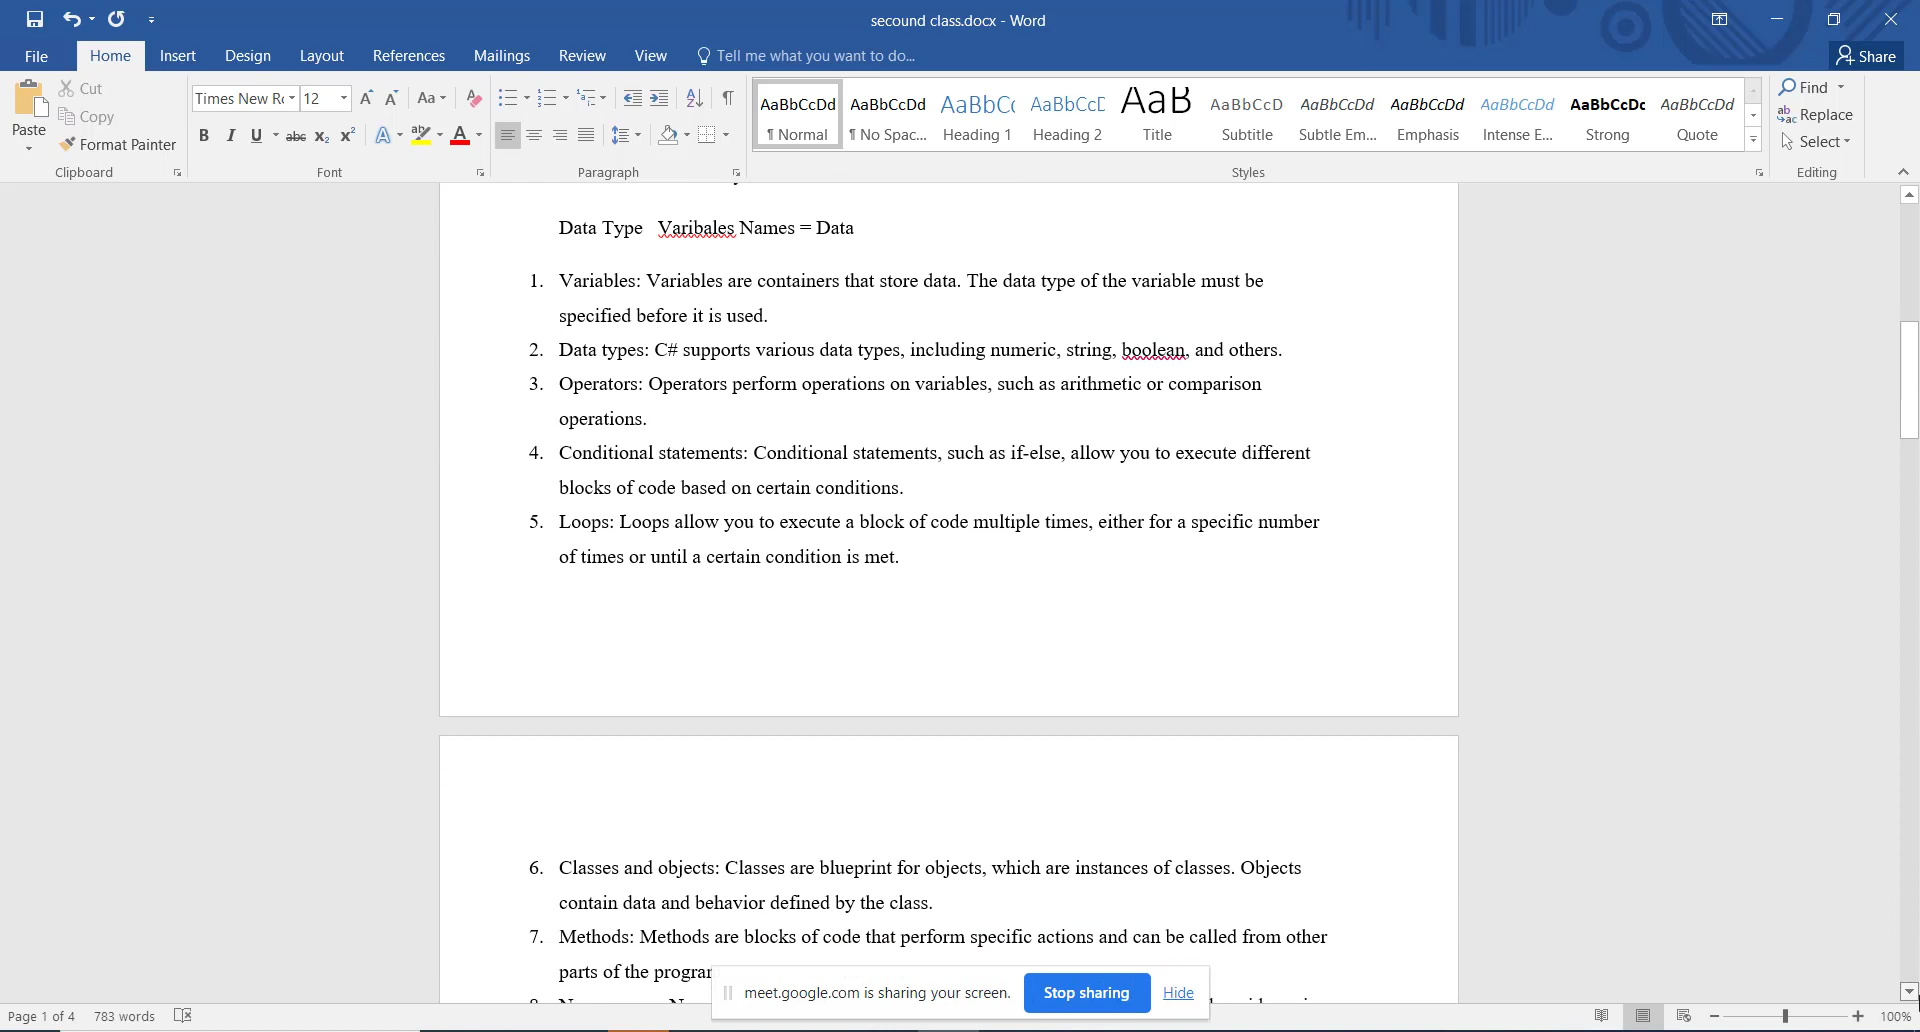 secound class.docx - Word
File Home Insert Design Layout References Mailings Review View Tell me what you want to do... Share
Paste
Cut
Copy
Format Painter
Clipboard
Times New Ro 12
Font
Paragraph
AaBbCcDd AaBbCcDd AaBbCc AaBbCcD AaB AaBbCcD AaBbCcDd AaBbCcDd AaBbCcDd AaBbCcDc AaBbCcDd
¶ Normal ¶ No Spac... Heading 1 Heading 2 Title Subtitle Subtle Em... Emphasis Intense E... Strong Quote
Styles
Find
Replace
Select
Editing
Data Type Varibales Names = Data
1. Variables: Variables are containers that store data. The data type of the variable must be
specified before it is used.
2. Data types: C# supports various data types, including numeric, string, boolean, and others.
3. Operators: Operators perform operations on variables, such as arithmetic or comparison
operations.
4. Conditional statements: Conditional statements, such as if-else, allow you to execute different
blocks of code based on certain conditions.
5. Loops: Loops allow you to execute a block of code multiple times, either for a specific number
of times or until a certain condition is met.
6. Classes and objects: Classes are blueprint for objects, which are instances of classes. Objects
contain data and behavior defined by the class.
7. Methods: Methods are blocks of code that perform specific actions and can be called from other
parts of the program
meet.google.com is sharing your screen. Stop sharing Hide
Page 1 of 4 783 words 100%